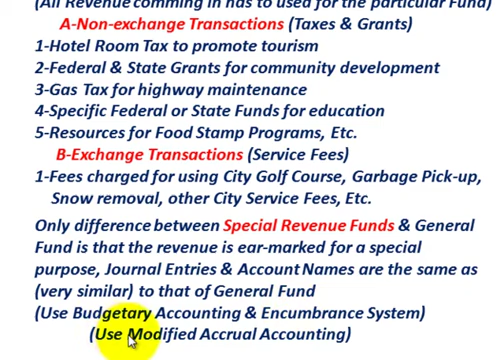 (All Revenue comming in has to used for the particular Fund)
A-Non-exchange Transactions (Taxes & Grants)
1-Hotel Room Tax to promote tourism
2-Federal & State Grants for community development
3-Gas Tax for highway maintenance
4-Specific Federal or State Funds for education
5-Resources for Food Stamp Programs, Etc.
B-Exchange Transactions (Service Fees)
1-Fees charged for using City Golf Course, Garbage Pick-up,
Snow removal, other City Service Fees, Etc.
Only difference between Special Revenue Funds & General
Fund is that the revenue is ear-marked for a special
purpose, Journal Entries & Account Names are the same as
(very similar) to that of General Fund
(Use Budgetary Accounting & Encumbrance System)
(Use Modified Accrual Accounting)